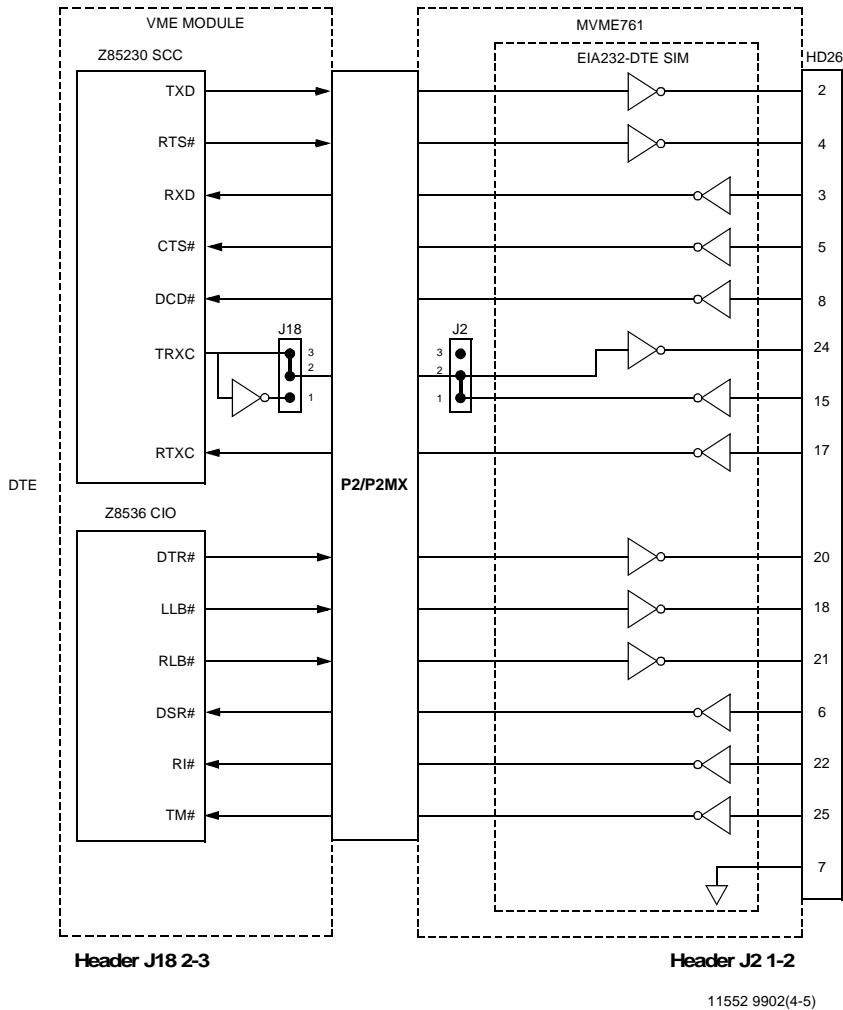 VME MODULE
MVME761
Z85230 SCC
EIA232-DTE SIM
HD26
TXD
2
RTS#
4
RXD
3
CTS#
5
DCD#
8
J18
J2
TRXC
3
2
1
3
2
1
24
15
RTXC
17
DTE
P2/P2MX
Z8536 CIO
DTR#
20
LLB#
18
RLB#
21
DSR#
6
RI#
22
TM#
25
7
Header J18 2-3
Header J2 1-2
11552 9902(4-5)